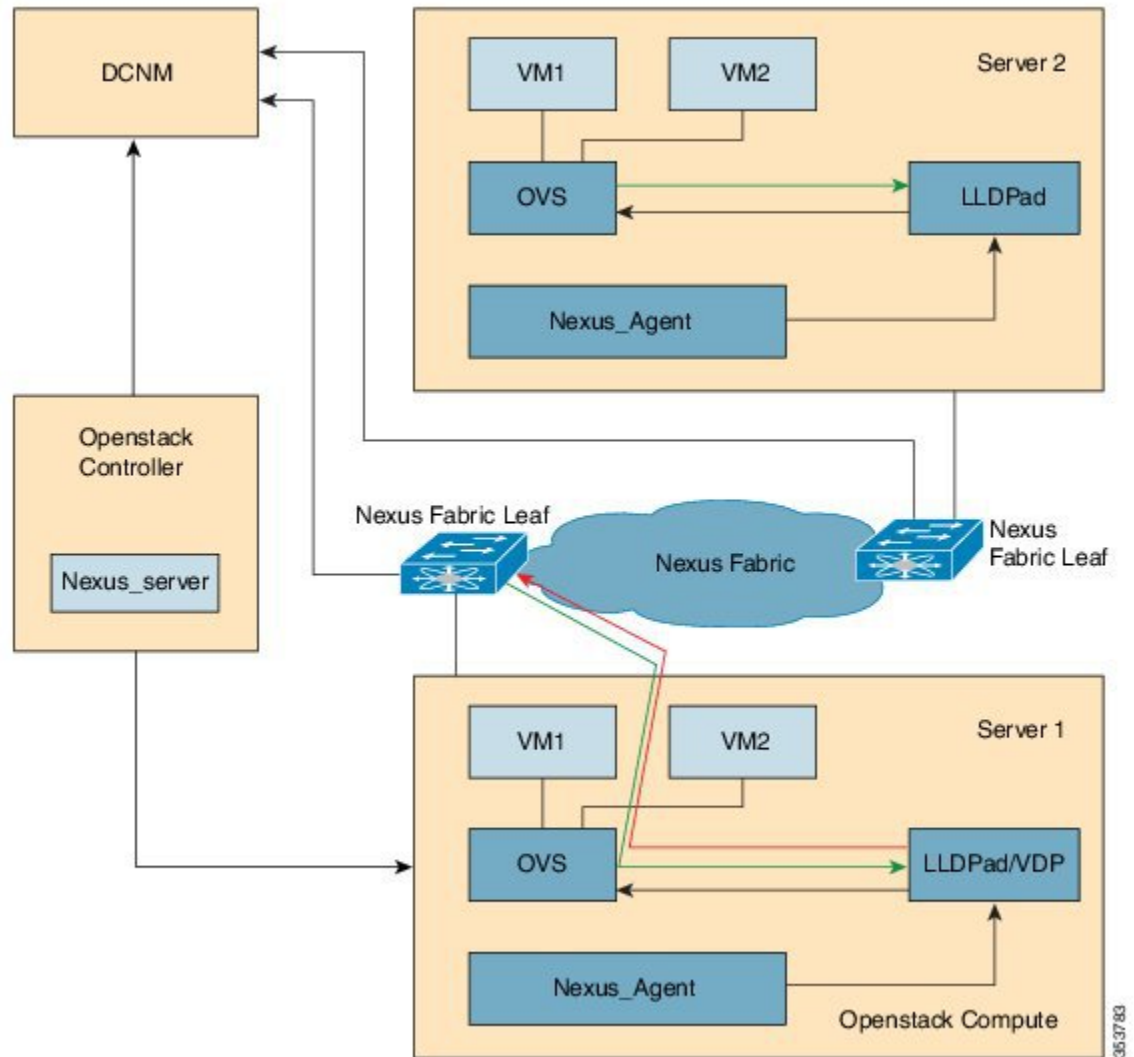 DCNM
VM1
VM2
Server 2
OVS
LLDPad
Nexus_Agent
Openstack
Controller
Nexus_server
Nexus Fabric Leaf
Nexus Fabric
Nexus
Fabric Leaf
VM1
VM2
Server 1
OVS
LLDPad/VDP
Nexus_Agent
Openstack Compute
353783